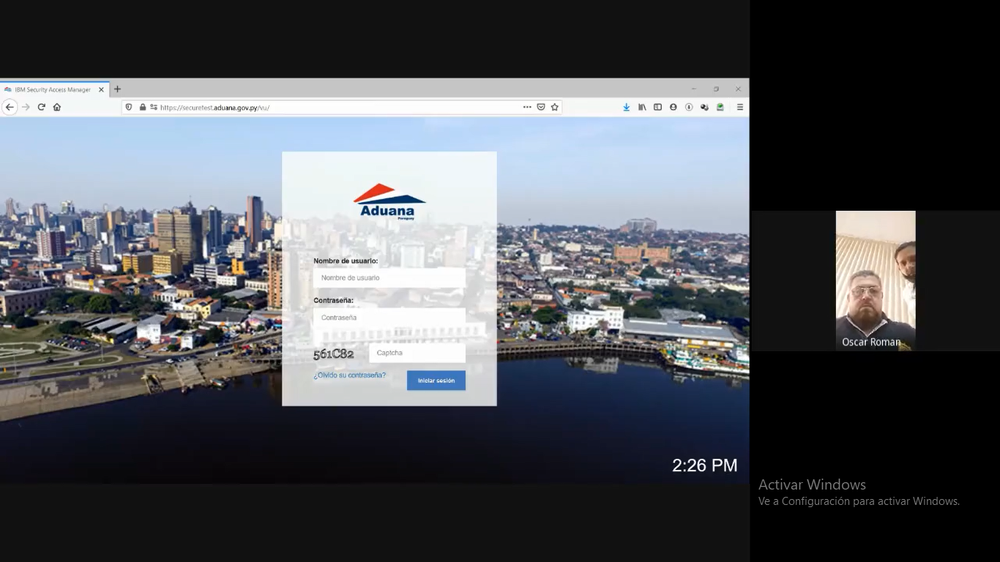 IBM Security Access Manager
https://securetest.aduana.gov.py/vu/
Aduana
Paraguay
Nombre de usuario:
Nombre de usuario
Contraseña:
Contraseña
561C82
Captcha
¿Olvido su contraseña?
Iniciar sesión
2:26 PM
Oscar Roman
Activar Windows
Ve a Configuración para activar Windows.